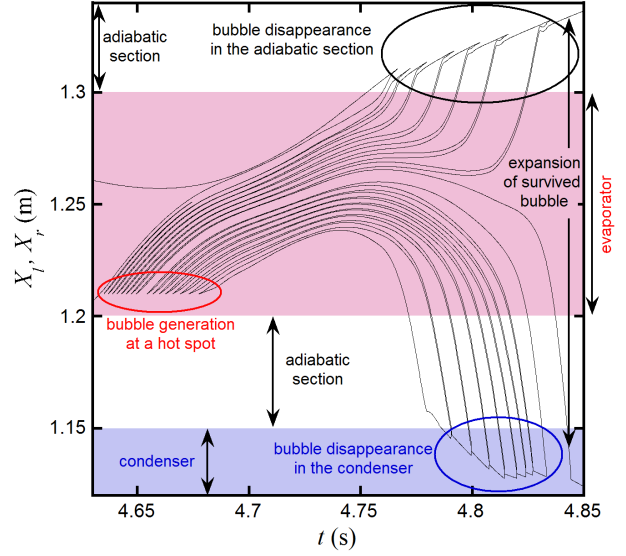 adiabatic
section
bubble disappearance
in the adiabatic section
1.3
expansion
of survived
bubble
evaporator
1.25
X_l, X_r (m)
bubble generation
at a hot spot
1.2
adiabatic
section
1.15
condenser
bubble disappearance
in the condenser
4.65
4.7
4.75
4.8
4.85
t (s)